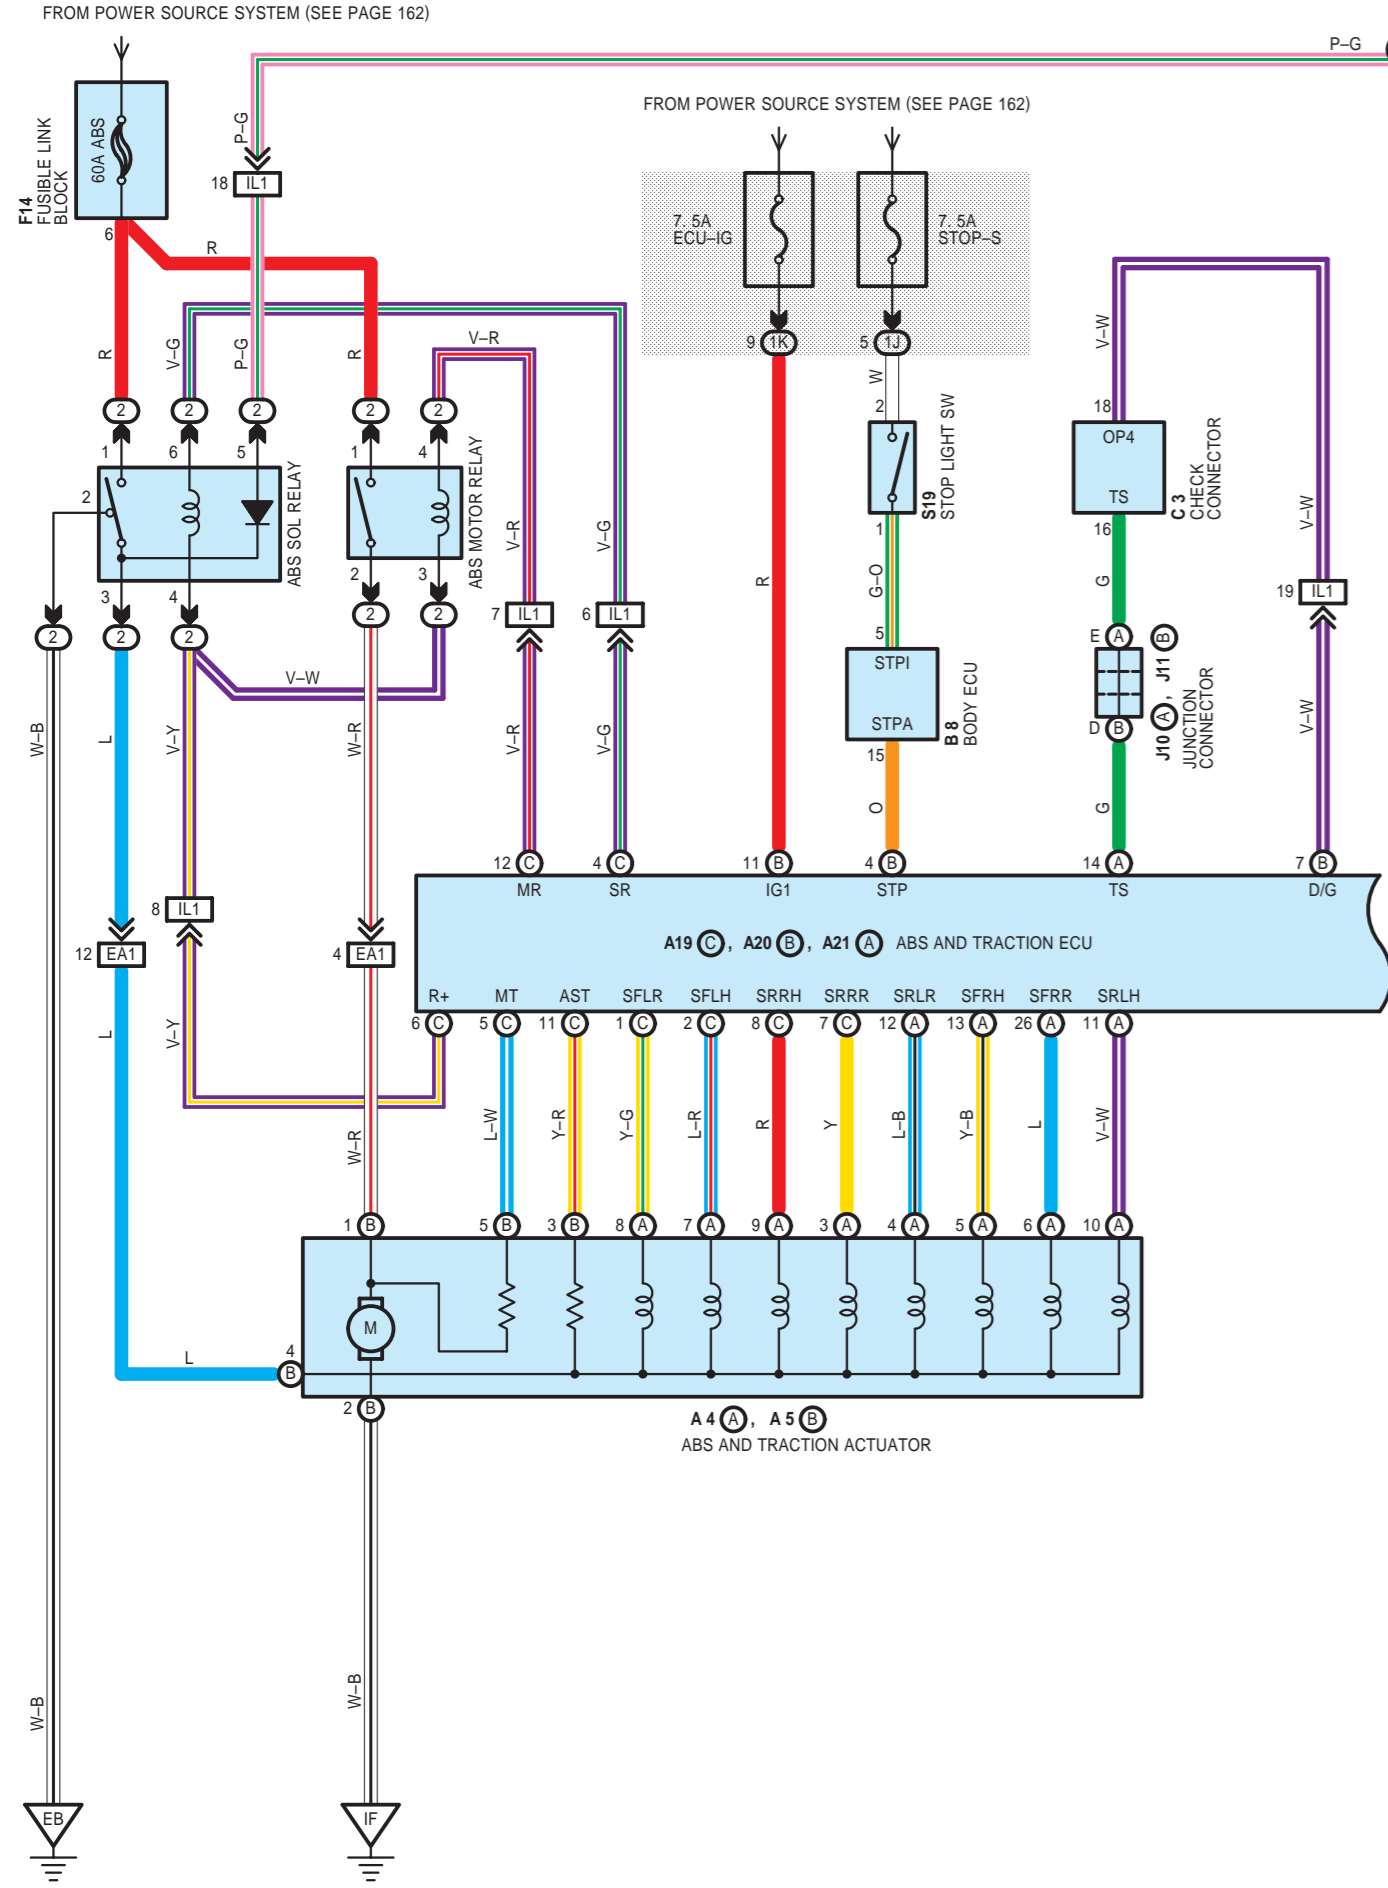 FROM POWER SOURCE SYSTEM (SEE PAGE 162)
P–G
FROM POWER SOURCE SYSTEM (SEE PAGE 162)
F14
FUSIBLE LINK
BLOCK
60A ABS
6
R
P–G
18 IL1
7. 5A
ECU–IG
7. 5A
STOP–S
9 1K
5 1J
R
V–G
P–G
R
V–R
W
V–W
2 2 2 2 2
1 6 5 1 4
2
ABS SOL RELAY
ABS MOTOR RELAY
2
S19
STOP LIGHT SW
1
18
OP4
TS
16
C 3
CHECK
CONNECTOR
3 4 2 3
2 2 2 2 2
V–R
V–G
R
G–O
G
V–W
7 IL1
6 IL1
19 IL1
V–W
5
STPI
STPA
15
B 8
BODY ECU
E A
D B
J10 A , J11 B
JUNCTION
CONNECTOR
W–B
L
V–Y
W–R
V–R
V–G
O
G
V–W
12 C
4 C
11 B
4 B
14 A
7 B
MR SR IG1 STP TS D/G
8 IL1
12 EA1
4 EA1
A19 C , A20 B , A21 A ABS AND TRACTION ECU
R+ MT AST SFLR SFLH SRRH SRRR SRLR SFRH SFRR SRLH
6 C 5 C 11 C 1 C 2 C 8 C 7 C 12 A 13 A 26 A 11 A
L
V–Y
W–R
L–W
Y–R
Y–G
L–R
R
Y
L–B
Y–B
L
V–W
1 B 5 B 3 B 8 A 7 A 9 A 3 A 4 A 5 A 6 A 10 A
M
L
4
B
2 B
A 4 A , A 5 B
ABS AND TRACTION ACTUATOR
W–B
W–B
EB
IF